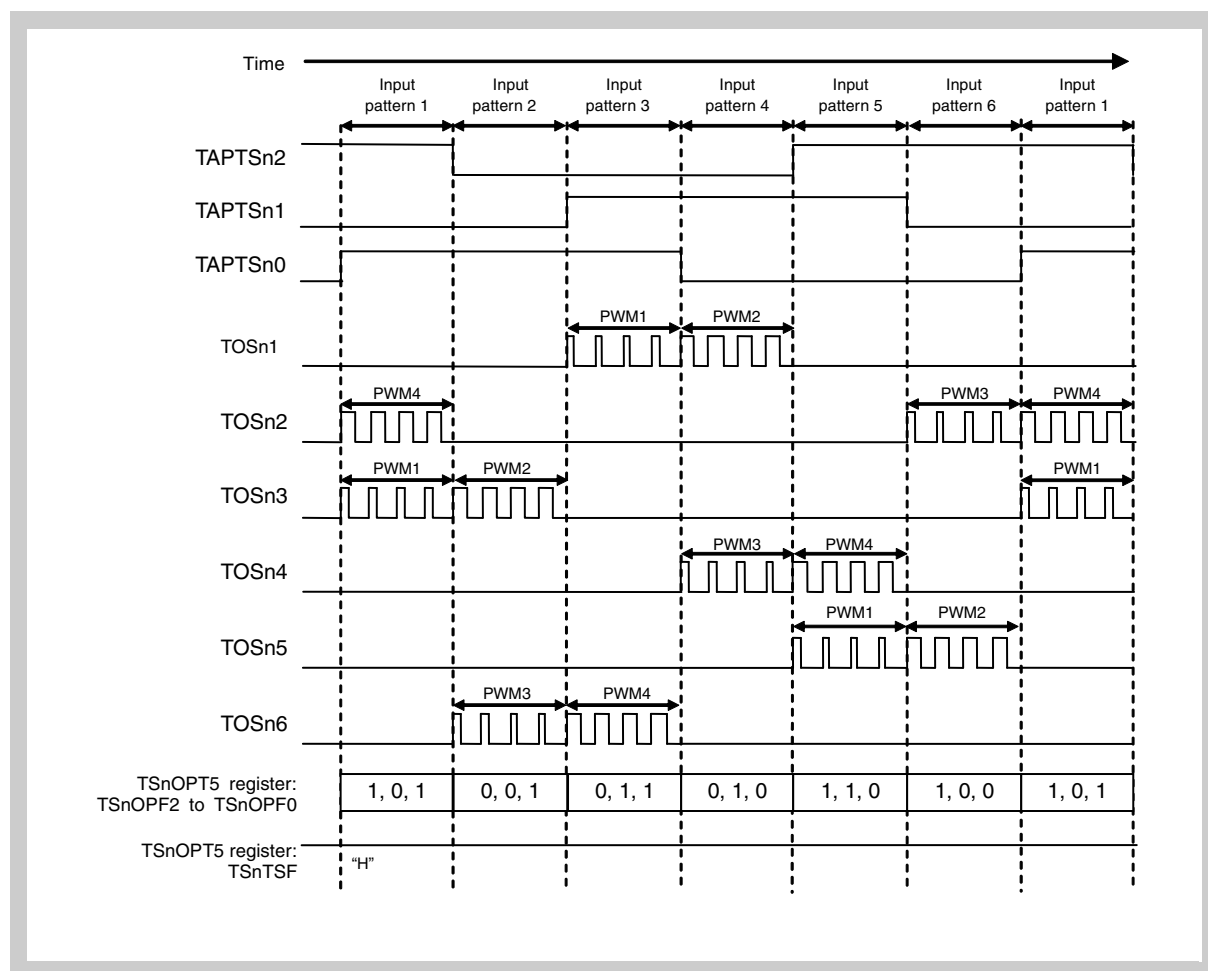 Time
Input pattern 1
Input pattern 2
Input pattern 3
Input pattern 4
Input pattern 5
Input pattern 6
Input pattern 1
TAPTSn2
TAPTSn1
TAPTSn0
TOSn1
PWM1
PWM2
TOSn2
PWM4
PWM3
PWM4
TOSn3
PWM1
PWM2
PWM1
TOSn4
PWM3
PWM4
TOSn5
PWM1
PWM2
TOSn6
PWM3
PWM4
TSnOPT5 register:
TSnOPF2 to TSnOPF0
1, 0, 1
0, 0, 1
0, 1, 1
0, 1, 0
1, 1, 0
1, 0, 0
1, 0, 1
TSnOPT5 register:
TSnTSF
“H”